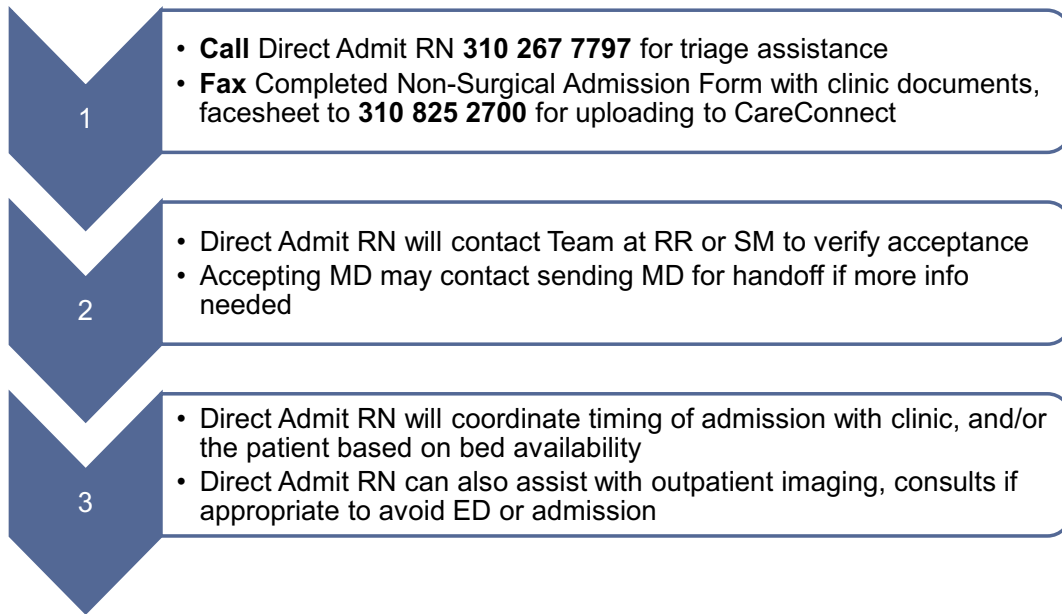 1
• Call Direct Admit RN 310 267 7797 for triage assistance
• Fax Completed Non-Surgical Admission Form with clinic documents,
facesheet to 310 825 2700 for uploading to CareConnect
2
• Direct Admit RN will contact Team at RR or SM to verify acceptance
• Accepting MD may contact sending MD for handoff if more info
needed
3
• Direct Admit RN will coordinate timing of admission with clinic, and/or
the patient based on bed availability
• Direct Admit RN can also assist with outpatient imaging, consults if
appropriate to avoid ED or admission